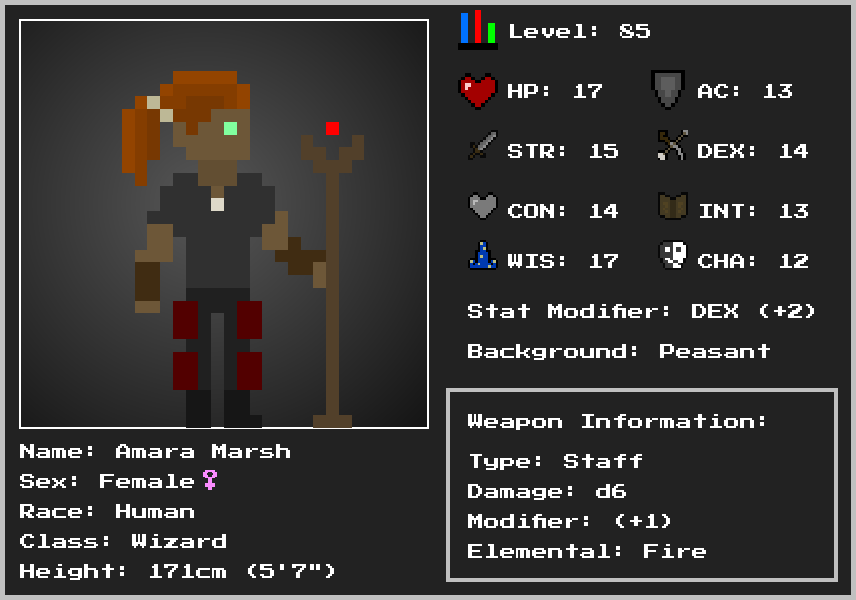 Level: 85
HP: 17 AC: 13
STR: 15 DEX: 14
CON: 14 INT: 13
WIS: 17 CHA: 12
Stat Modifier: DEX (+2)
Background: Peasant
Weapon Information:
Type: Staff
Damage: d6
Modifier: (+1)
Elemental: Fire
Name: Amara Marsh
Sex: Female♀
Race: Human
Class: Wizard
Height: 171cm (5'7")